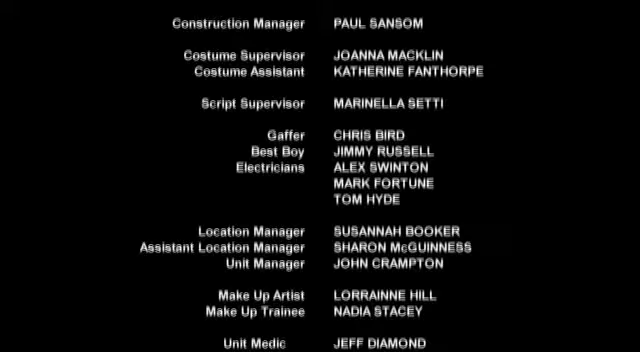 Construction Manager PAUL SANSOM
Costume Supervisor JOANNA MACKLIN
Costume Assistant KATHERINE FANTHORPE
Script Supervisor MARINELLA SETTI
Gaffer CHRIS BIRD
Best Boy JIMMY RUSSELL
Electricians ALEX SWINTON
MARK FORTUNE
TOM HYDE
Location Manager SUSANNAH BOOKER
Assistant Location Manager SHARON McGUINNESS
Unit Manager JOHN CRAMPTON
Make Up Artist LORRAINNE HILL
Make Up Trainee NADIA STACEY
Unit Medic JEFF DIAMOND